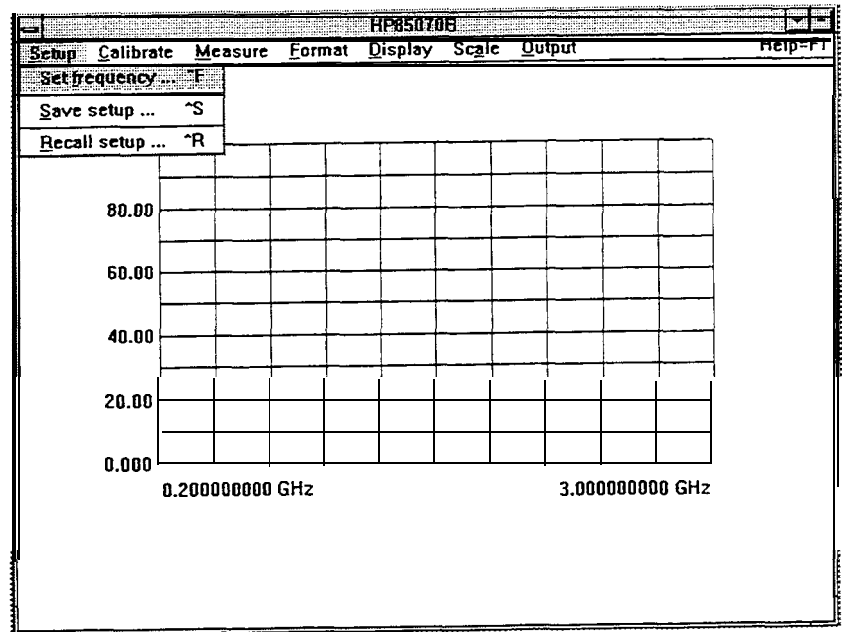 HP85070B
Setup Calibrate Measure Format Display Scale Output Help=F1
Set frequency ... ^F
Save setup ... ^S
Recall setup ... ^R
80.00
60.00
40.00
20.00
0.000
0.200000000 GHz 3.000000000 GHz